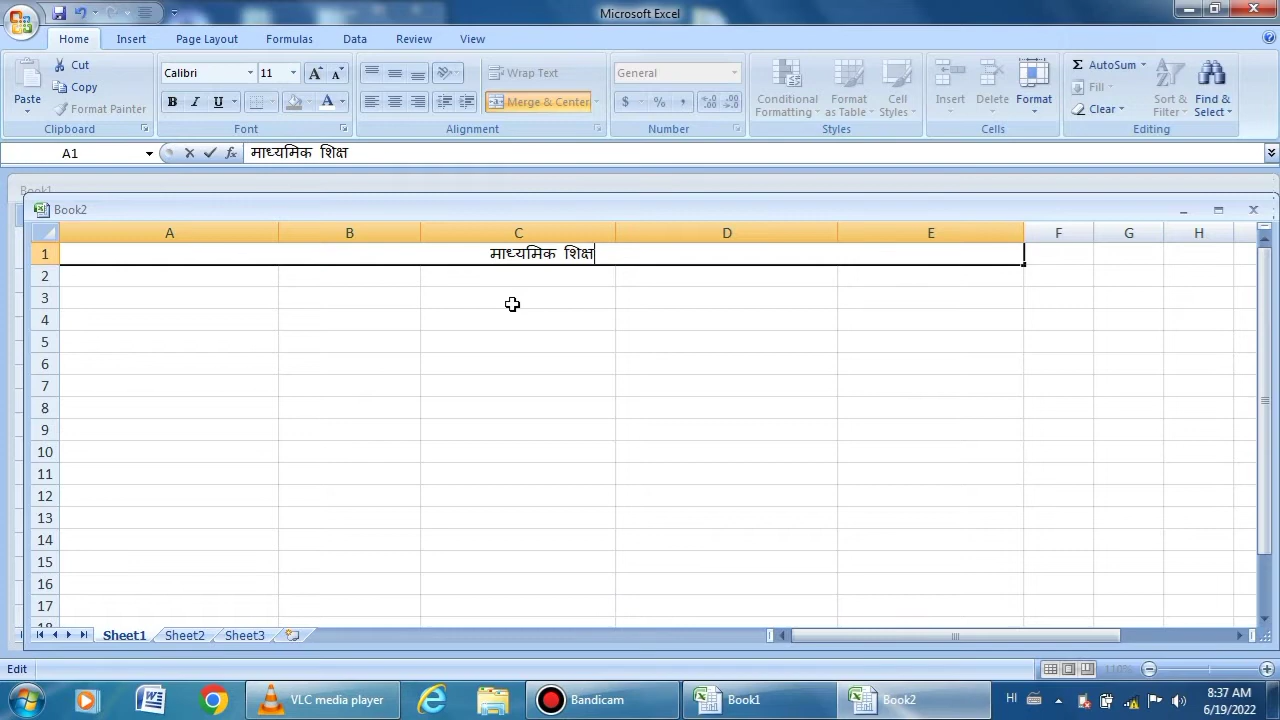 Microsoft Excel
Home Insert Page Layout Formulas Data Review View
Cut
Copy
Format Painter
Paste
Clipboard
Calibri 11
B I U
Font
Wrap Text
Merge & Center
Alignment
General
$ % ,
Number
Conditional Formatting
Format as Table
Cell Styles
Styles
Insert Delete Format
Cells
AutoSum
Fill
Clear
Sort & Filter
Find & Select
Editing
A1 माध्यमिक शिक्ष
Book1
Book2
A B C D E F G H
1 माध्यमिक शिक्ष
2
3
4
5
6
7
8
9
10
11
12
13
14
15
16
17
18
Sheet1 Sheet2 Sheet3
Edit 110%
VLC media player Bandicam Book1 Book2 HI 8:37 AM
6/19/2022